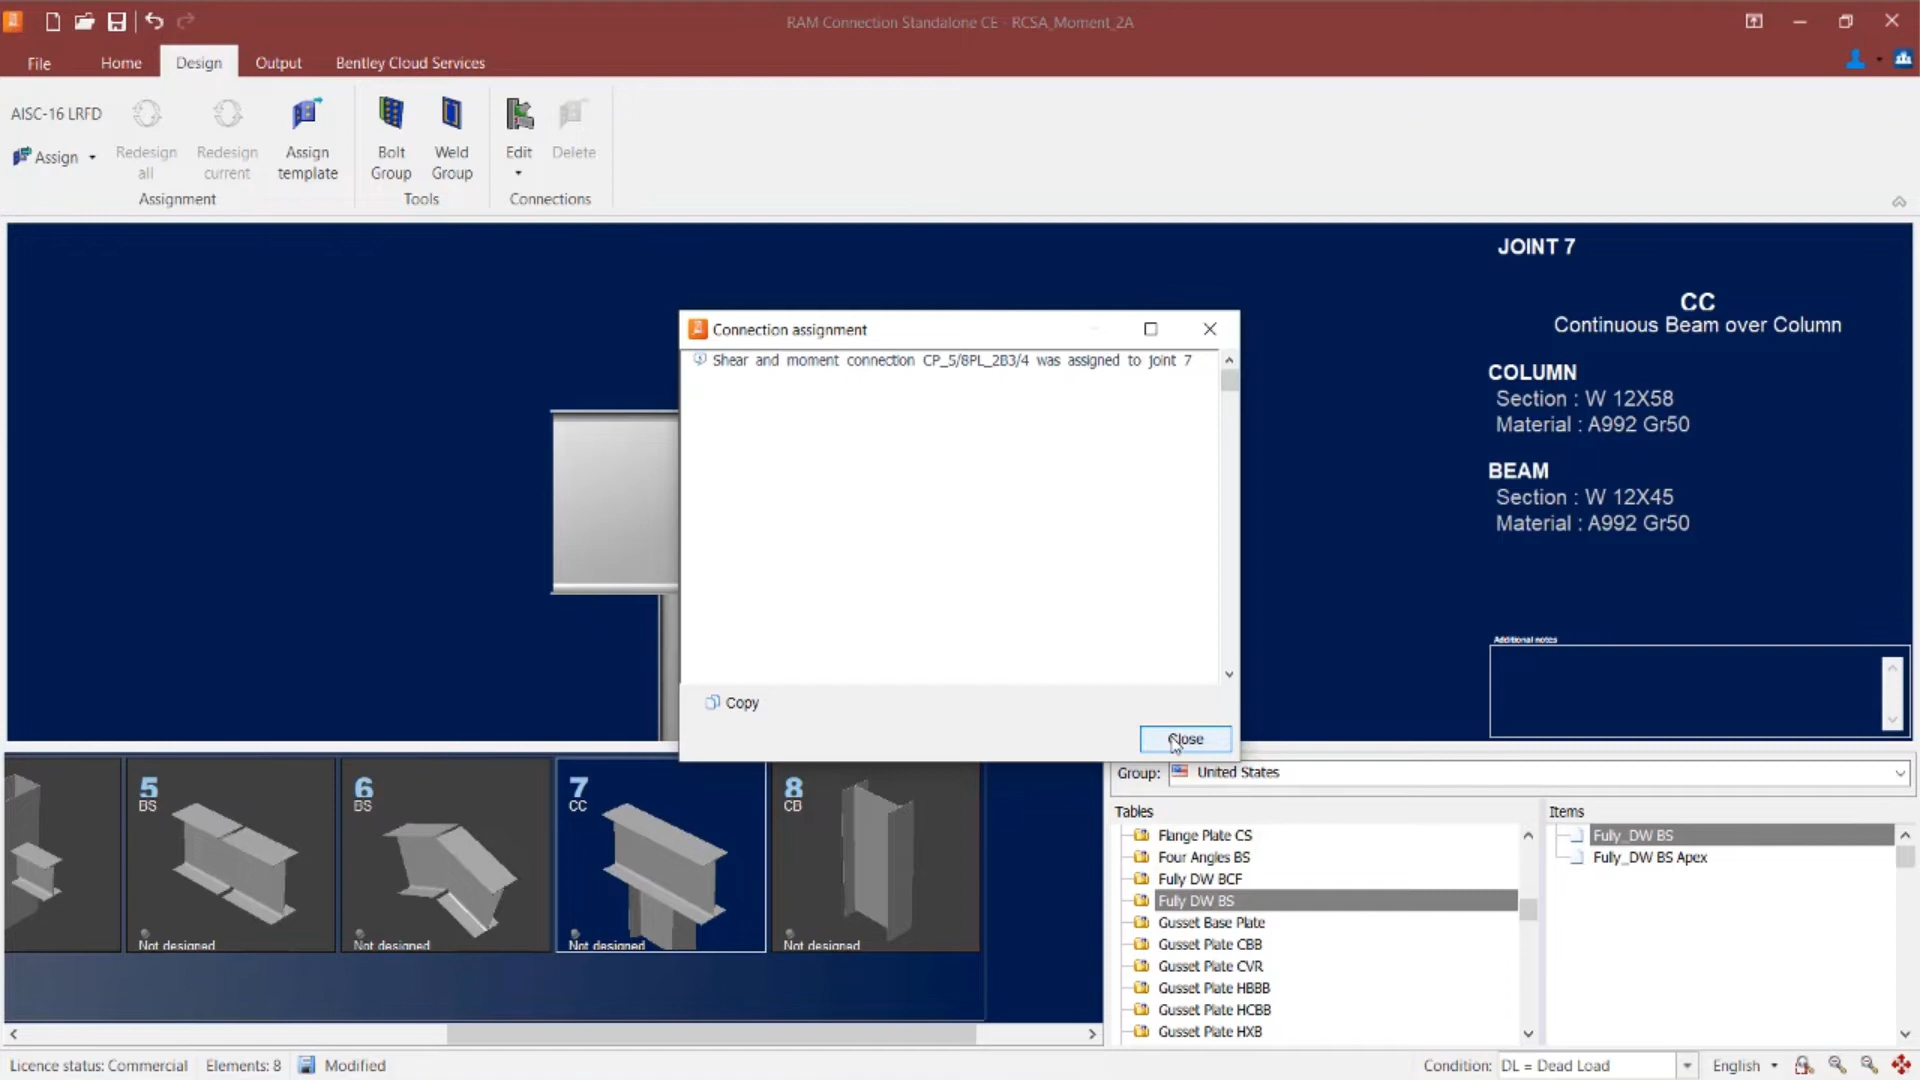 RAM Connection Standalone CE - RCSA_Moment_2A
File
Home
Design
Output
Bentley Cloud Services
AISC-16 LRFD
Assign
Redesign all
Redesign current
Assign template
Bolt Group
Weld Group
Edit
Delete
Assignment
Tools
Connections
JOINT 7
CC
Continuous Beam over Column
COLUMN
Section : W 12X58
Material : A992 Gr50
BEAM
Section : W 12X45
Material : A992 Gr50
Additional notes
Connection assignment
Shear and moment connection CP_5/8PL_2B3/4 was assigned to joint 7
Copy
Close
5
BS
Not designed
6
BS
Not designed
7
CC
Not designed
8
CB
Not designed
Group: United States
Tables
Flange Plate CS
Four Angles BS
Fully DW BCF
Fully DW BS
Gusset Base Plate
Gusset Plate CBB
Gusset Plate CVR
Gusset Plate HBBB
Gusset Plate HCBB
Gusset Plate HXB
Items
Fully_DW BS
Fully_DW BS Apex
Licence status: Commercial
Elements: 8
Modified
Condition: DL = Dead Load
English